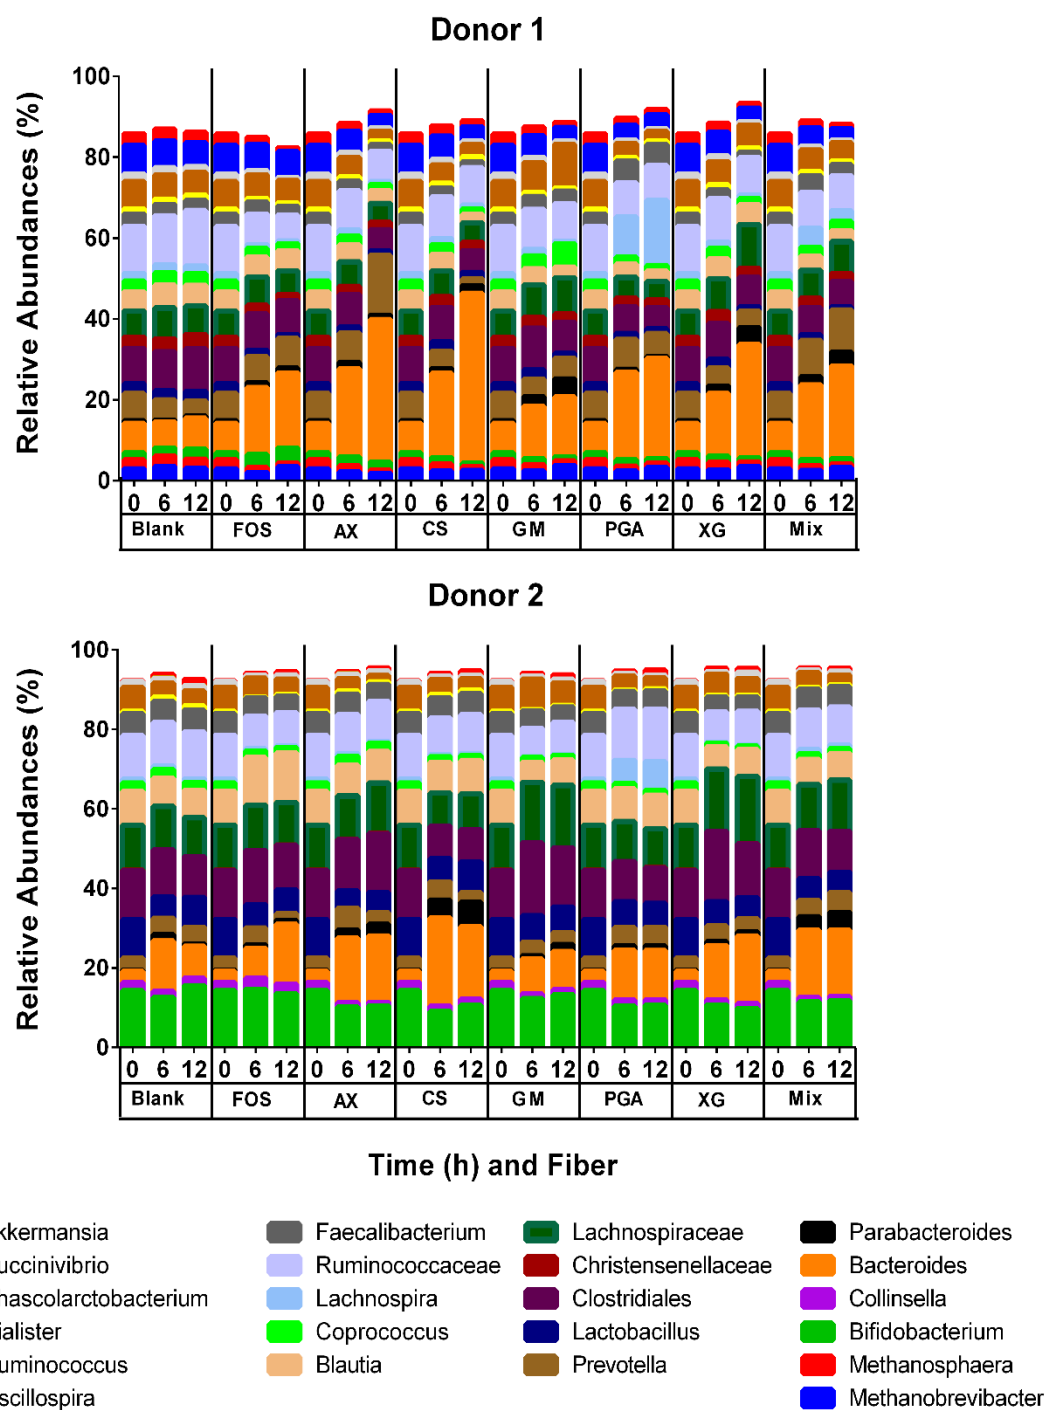 Donor 1
Relative Abundances (%)
100
80
60
40
20
0
0 6 12 0 6 12 0 6 12 0 6 12 0 6 12 0 6 12 0 6 12 0 6 12
Blank FOS AX CS GM PGA XG Mix
Donor 2
Relative Abundances (%)
100
80
60
40
20
0
0 6 12 0 6 12 0 6 12 0 6 12 0 6 12 0 6 12 0 6 12 0 6 12
Blank FOS AX CS GM PGA XG Mix
Time (h) and Fiber
kkermansia Faecalibacterium Lachnospiraceae Parabacteroides
uccinivibrio Ruminococcaceae Christensenellaceae Bacteroides
nascolarctobacterium Lachnospira Clostridiales Collinsella
ialister Coprococcus Lactobacillus Bifidobacterium
uminococcus Blautia Prevotella Methanosphaera
scillospira Methanobrevibacter